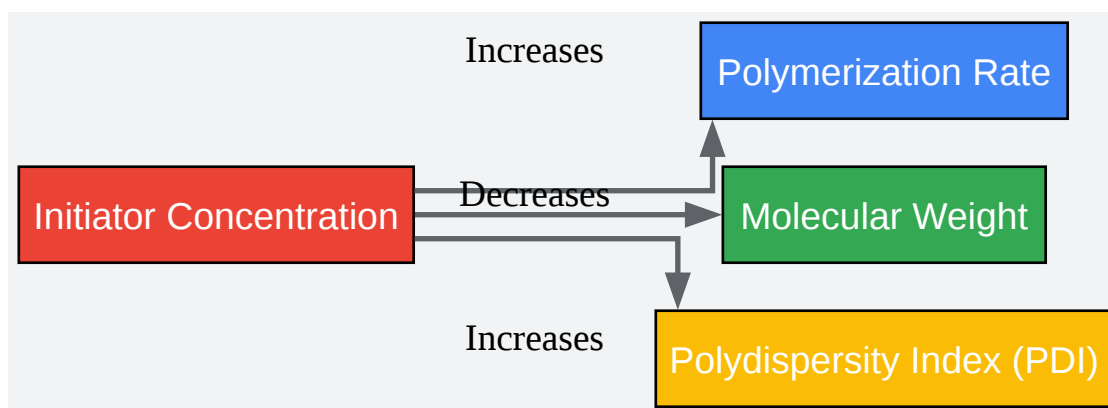 Increases
Polymerization Rate
Initiator Concentration
Decreases
Molecular Weight
Increases
Polydispersity Index (PDI)